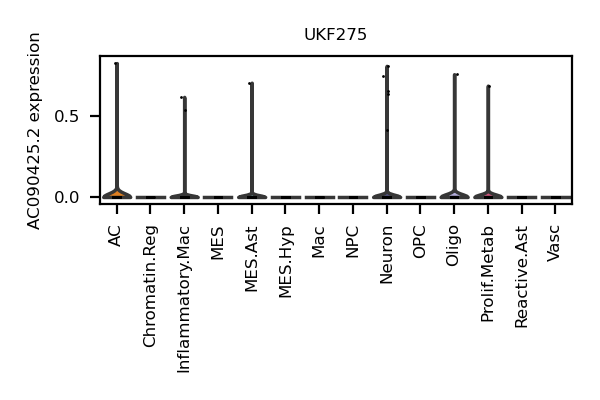 UKF275
AC090425.2 expression
0.5
0.0
AC
Chromatin.Reg
Inflammatory.Mac
MES
MES.Ast
MES.Hyp
Mac
NPC
Neuron
OPC
Oligo
Prolif.Metab
Reactive.Ast
Vasc